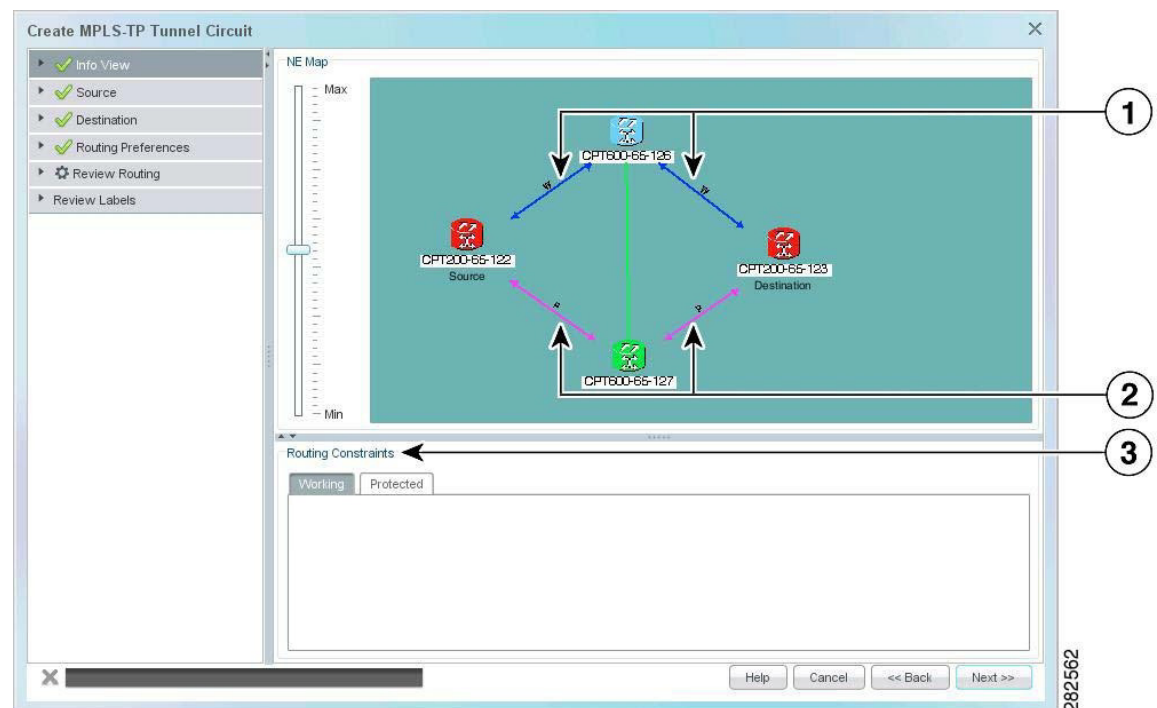 Create MPLS-TP Tunnel Circuit
Info View
Source
Destination
Routing Preferences
Review Routing
Review Labels
NE Map
Max
Min
CPT600-65-126
W
W
CPT200-65-122
Source
CPT200-65-123
Destination
P
P
CPT600-65-127
1
2
3
Routing Constraints
Working
Protected
Help
Cancel
<< Back
Next >>
282562